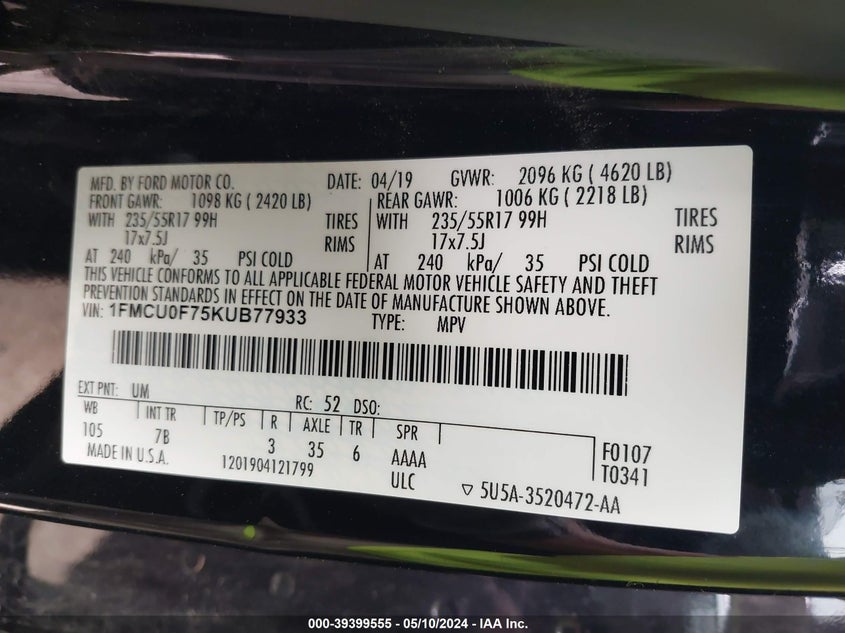 MFD. BY FORD MOTOR CO. DATE: 04/19 GVWR: 2096 KG ( 4620 LB)
FRONT GAWR: 1098 KG ( 2420 LB) REAR GAWR: 1006 KG ( 2218 LB)
WITH 235/55R17 99H TIRES WITH 235/55R17 99H TIRES
17x7.5J RIMS 17x7.5J RIMS
AT 240 kPa/ 35 PSI COLD AT 240 kPa/ 35 PSI COLD
THIS VEHICLE CONFORMS TO ALL APPLICABLE FEDERAL MOTOR VEHICLE SAFETY AND THEFT
PREVENTION STANDARDS IN EFFECT ON THE DATE OF MANUFACTURE SHOWN ABOVE.
VIN: 1FMCU0F75KUB77933 TYPE: MPV
EXT PNT: UM RC: 52 DSO:
WB INT TR TP/PS R AXLE TR SPR
105 7B 3 35 6 AAAA F0107
MADE IN U.S.A. 1201904121799 ULC T0341
▽ 5U5A-3520472-AA
000-39399555 - 05/10/2024 - IAA Inc.